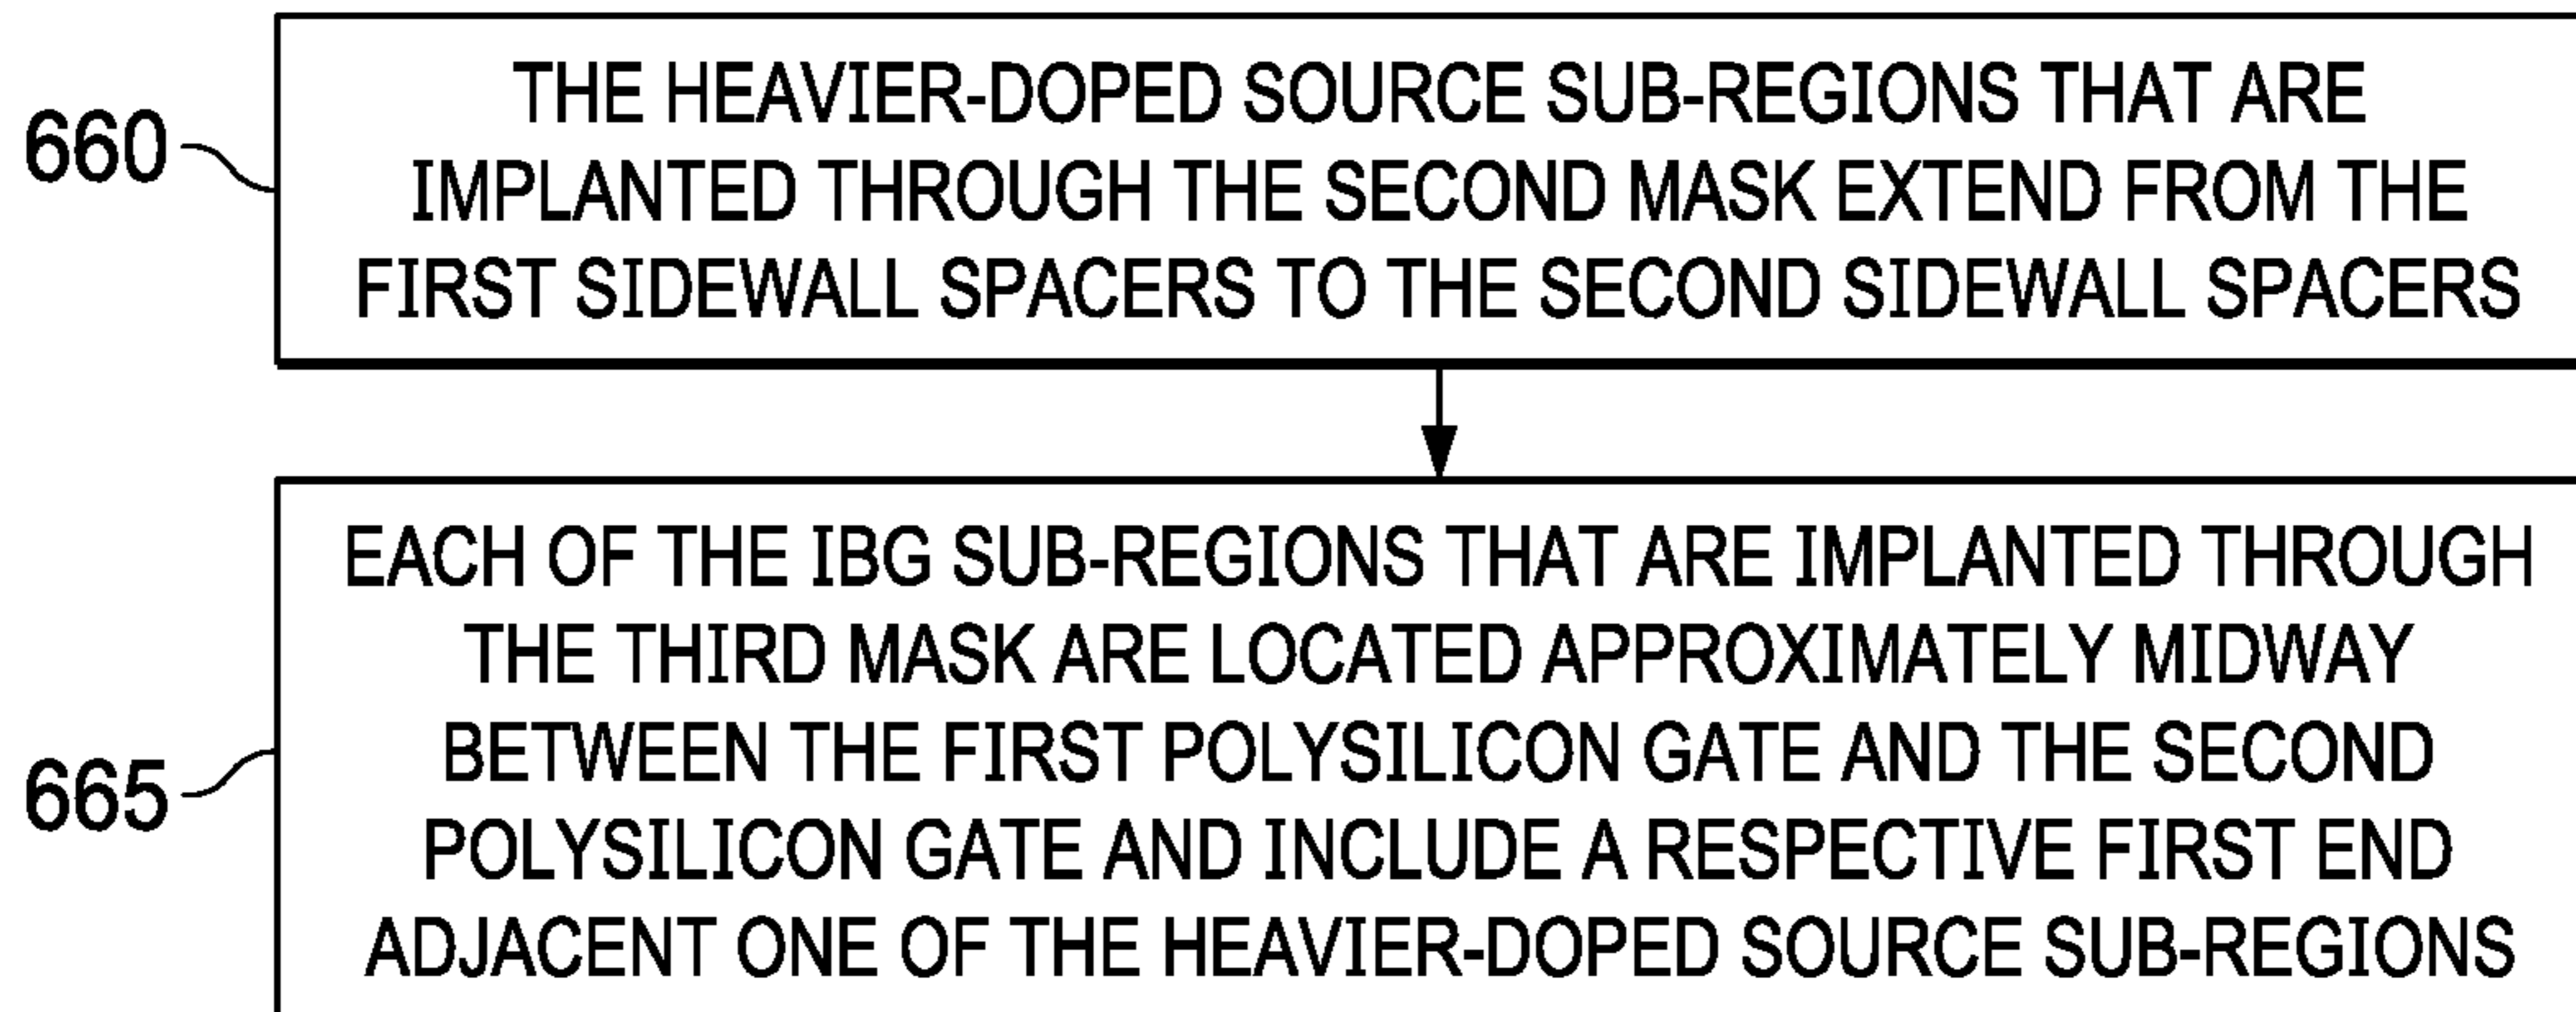 660
THE HEAVIER-DOPED SOURCE SUB-REGIONS THAT ARE
IMPLANTED THROUGH THE SECOND MASK EXTEND FROM THE
FIRST SIDEWALL SPACERS TO THE SECOND SIDEWALL SPACERS
665
EACH OF THE IBG SUB-REGIONS THAT ARE IMPLANTED THROUGH
THE THIRD MASK ARE LOCATED APPROXIMATELY MIDWAY
BETWEEN THE FIRST POLYSILICON GATE AND THE SECOND
POLYSILICON GATE AND INCLUDE A RESPECTIVE FIRST END
ADJACENT ONE OF THE HEAVIER-DOPED SOURCE SUB-REGIONS